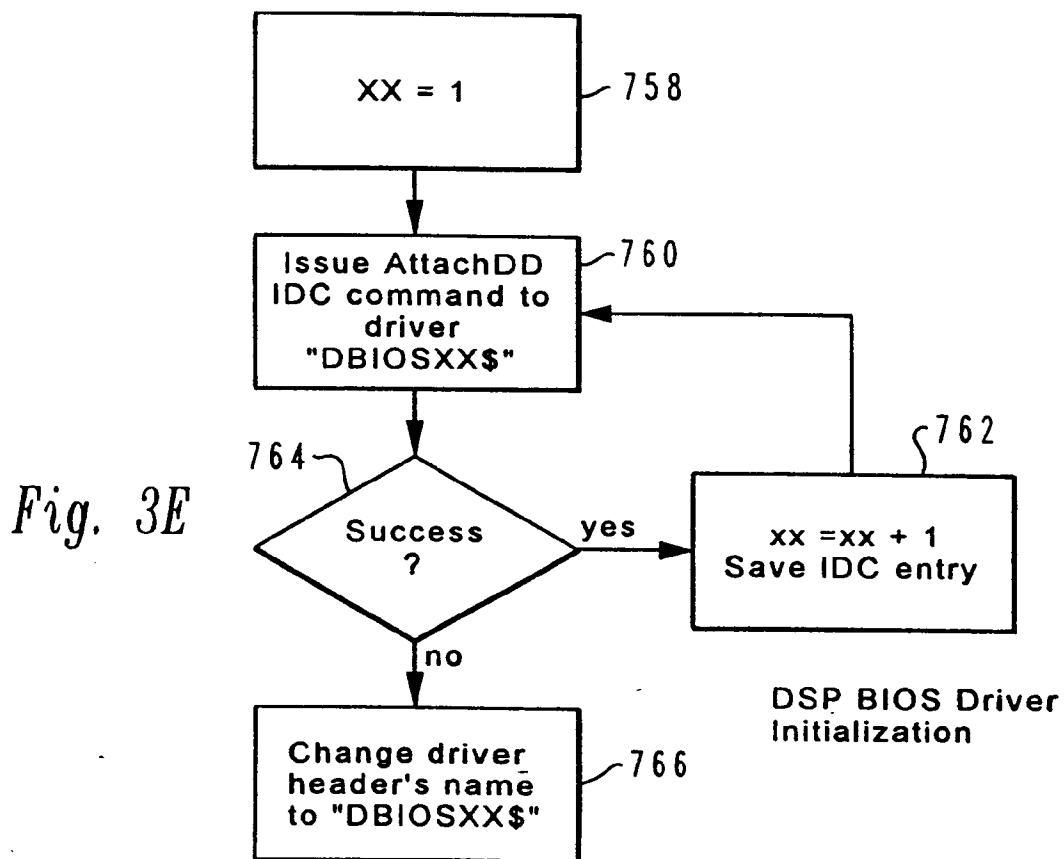 XX = 1
758
Issue AttachDD
IDC command to
driver
"DBIOSXX$"
760
764
Success
?
yes
762
xx =xx + 1
Save IDC entry
Fig. 3E
no
DSP BIOS Driver
Initialization
Change driver
header's name
to "DBIOSXX$"
766